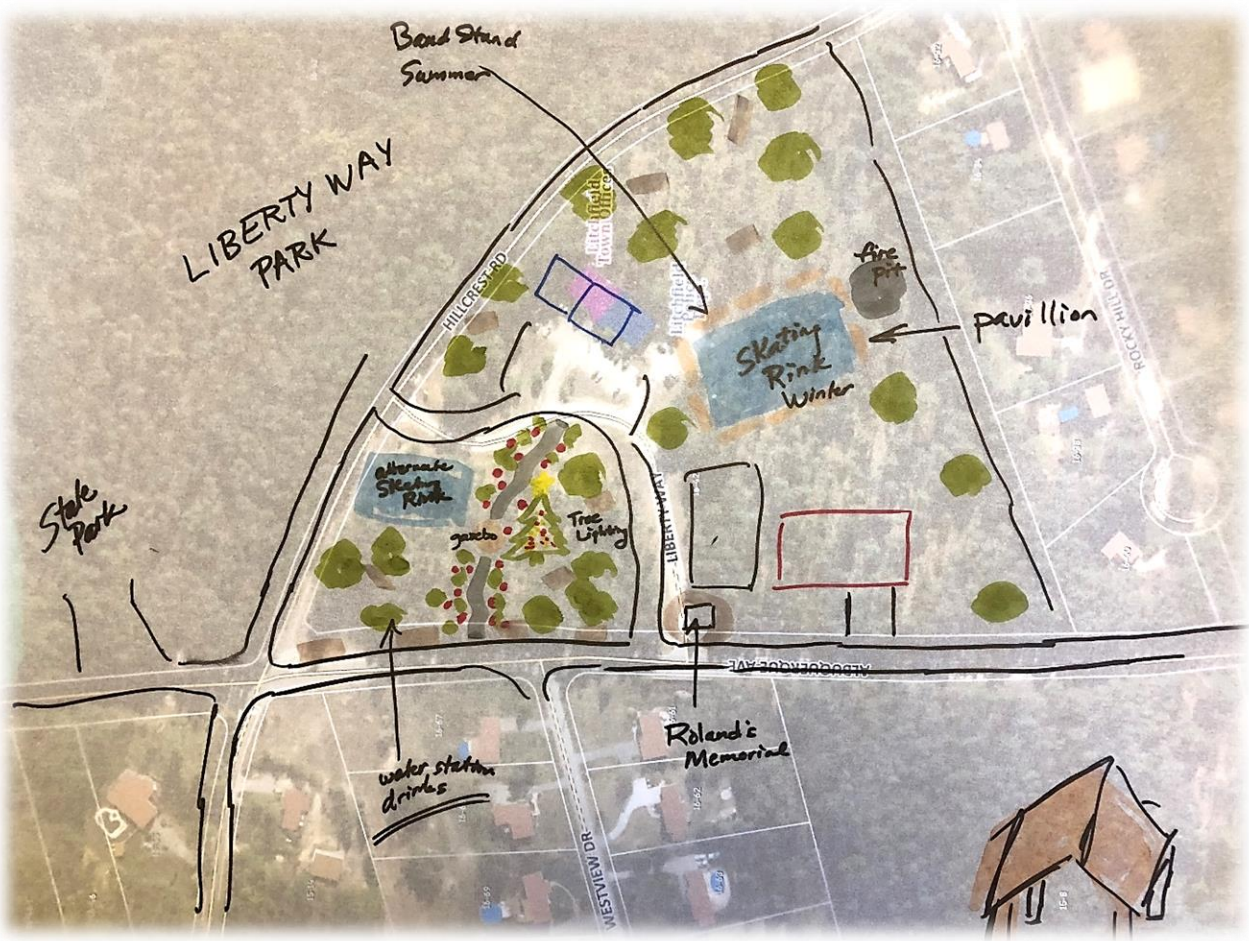 Band Stand
Summer
LIBERTY WAY
PARK
Litchfield
Town Office
HILLCREST RD
fire
pit
pavillion
Skating
Rink
Winter
ROCKY HILL DR
State
Park
alternate
Skating
Rink
gazebo
Tree
Lighting
LIBERTY WAY
ALBUQUERQUE AVE
Roland's
Memorial
water station
drinks
WESTVIEW DR